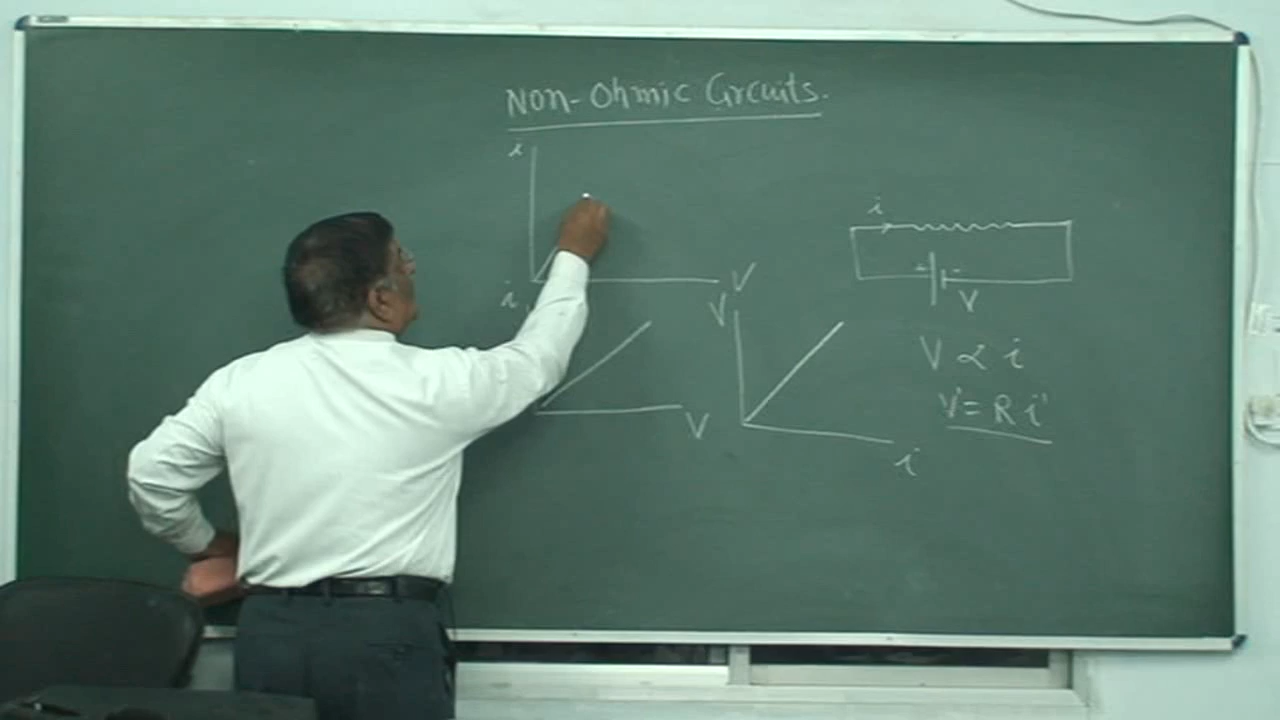 Non-Ohmic Circuits.
i
V
i
V
V
i
i
+ -
V
V ∝ i
V = R i